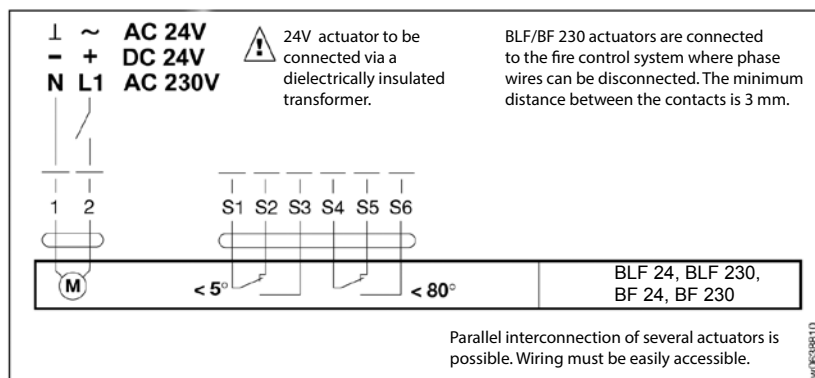 ⊥ ~ AC 24V
− + DC 24V
N L1 AC 230V
24V actuator to be
connected via a
dielectrically insulated
transformer.
BLF/BF 230 actuators are connected
to the fire control system where phase
wires can be disconnected. The minimum
distance between the contacts is 3 mm.
1 2 S1 S2 S3 S4 S5 S6
M < 5° < 80°
BLF 24, BLF 230,
BF 24, BF 230
Parallel interconnection of several actuators is
possible. Wiring must be easily accessible.
w0638810